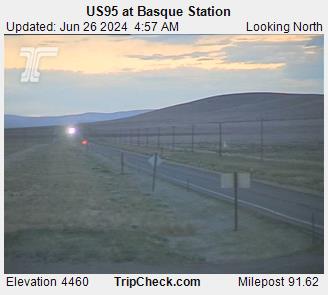 US95 at Basque Station
Updated: Jun 26 2024 4:57 AM Looking North
Elevation 4460 TripCheck.com Milepost 91.62